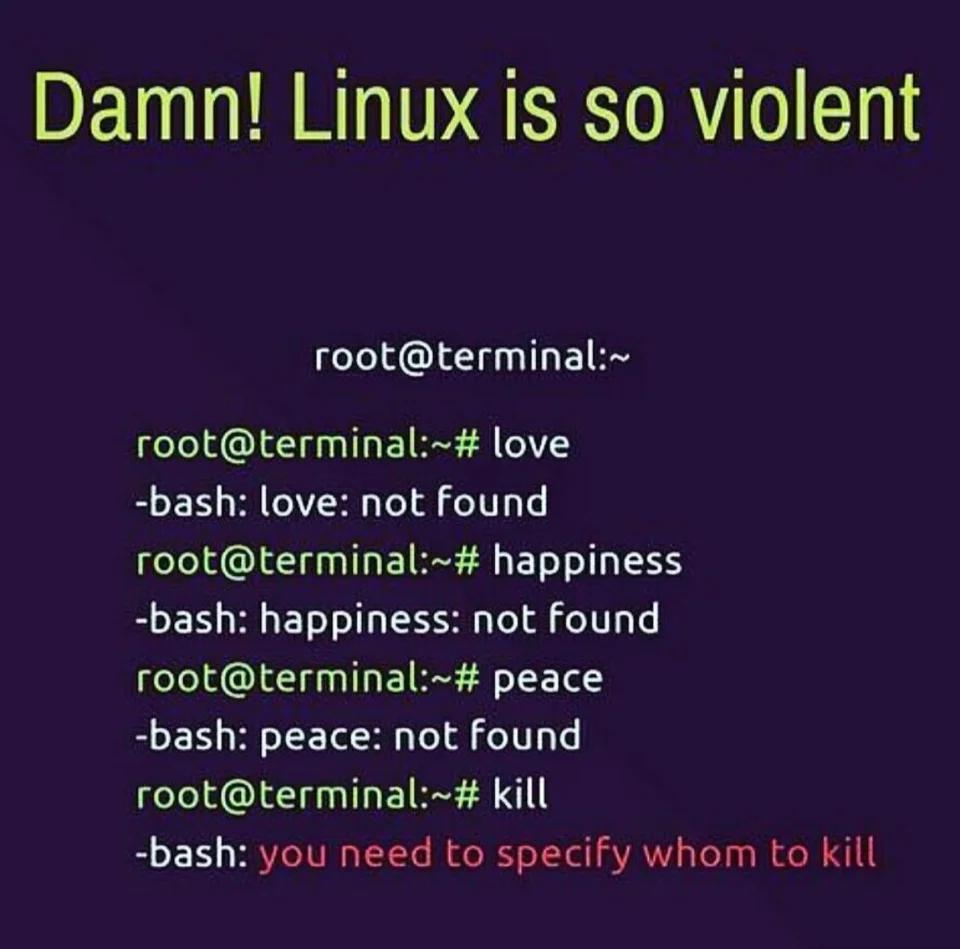 Damn! Linux is so violent
root@terminal:~
root@terminal:~# love
-bash: love: not found
root@terminal:~# happiness
-bash: happiness: not found
root@terminal:~# peace
-bash: peace: not found
root@terminal:~# kill
-bash: you need to specify whom to kill